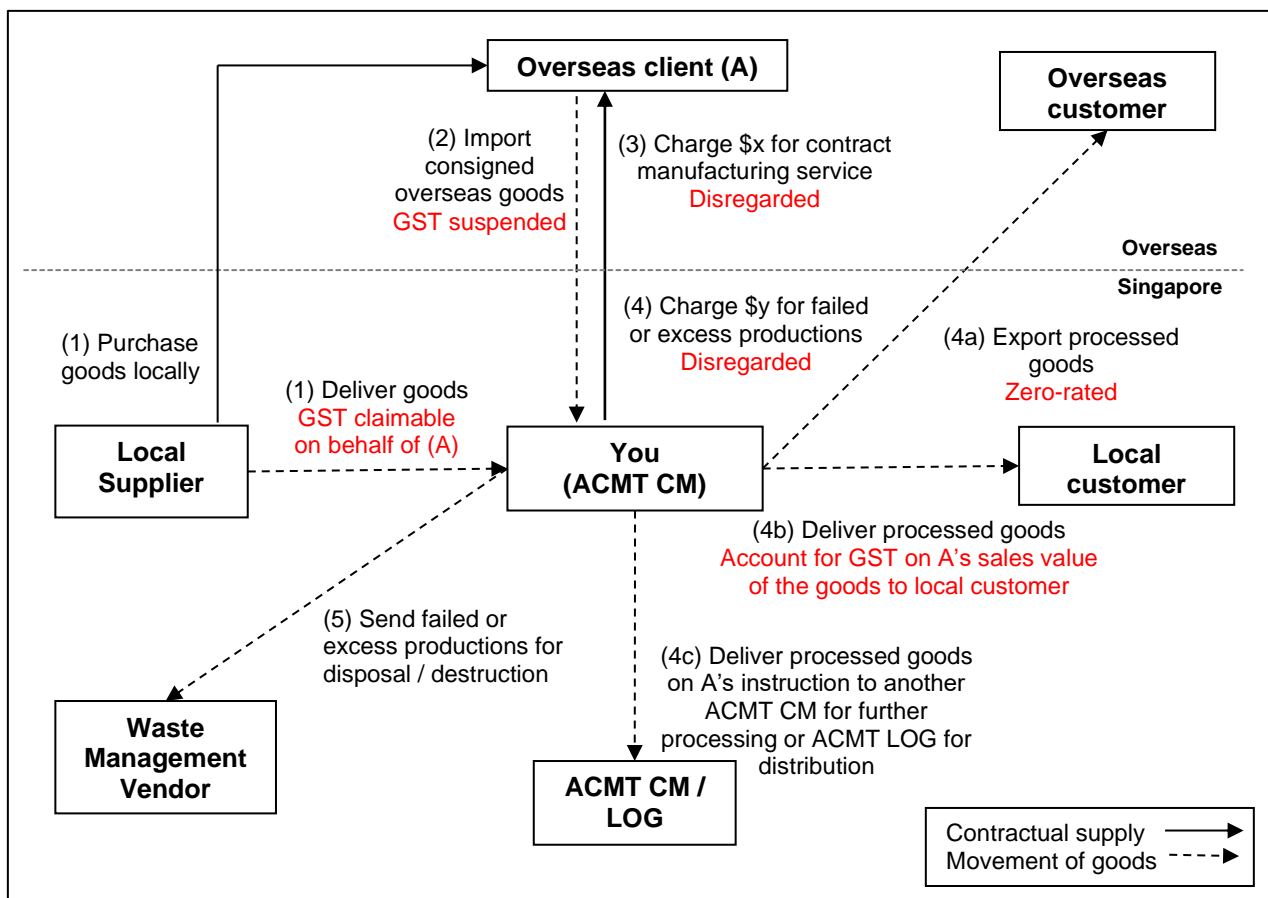 Overseas client (A)
Overseas
customer
(2) Import
consigned
overseas goods
GST suspended
(3) Charge $x for contract
manufacturing service
Disregarded
Overseas
Singapore
(1) Purchase
goods locally
(4) Charge $y for failed
or excess productions
Disregarded
(4a) Export processed
goods
Zero-rated
(1) Deliver goods
GST claimable
on behalf of (A)
Local
Supplier
You
(ACMT CM)
Local
customer
(4b) Deliver processed goods
Account for GST on A's sales value
of the goods to local customer
(5) Send failed or
excess productions for
disposal / destruction
(4c) Deliver processed goods
on A's instruction to another
ACMT CM for further
processing or ACMT LOG for
distribution
Waste
Management
Vendor
ACMT CM /
LOG
Contractual supply
Movement of goods